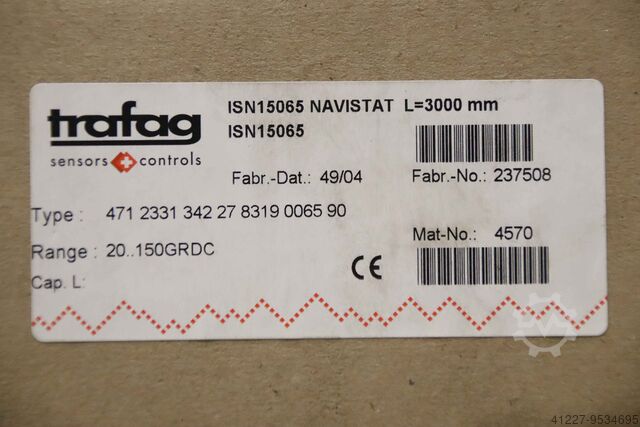 trafag
sensors controls
ISN15065 NAVISTAT L=3000 mm
ISN15065
Fabr.-Dat.: 49/04
Fabr.-No.: 237508
Type : 471 2331 342 27 8319 0065 90
Range : 20..150GRDC
Mat-No.: 4570
Cap. L:
CE
41227-9534695